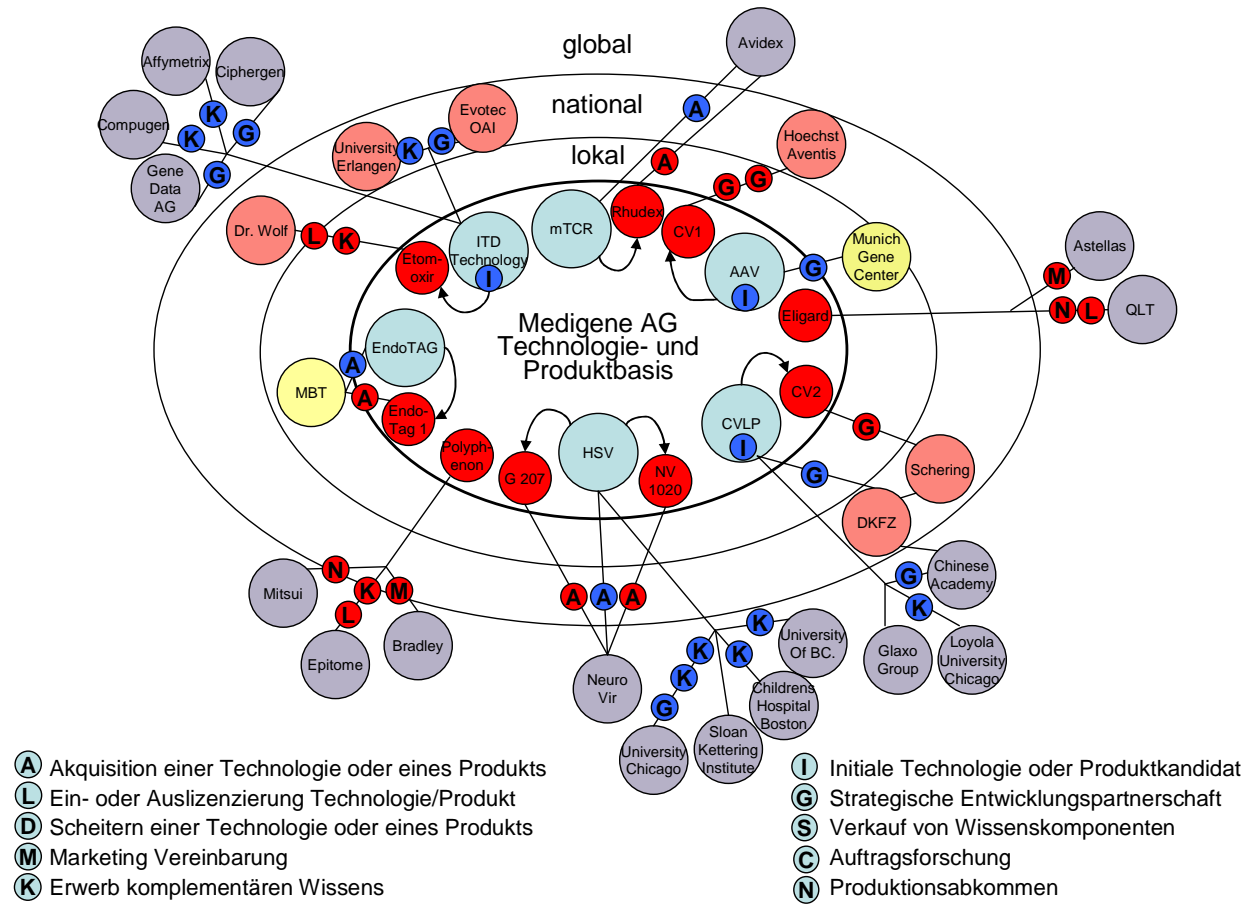 global
national
lokal
Affymetrix
Ciphergen
Compugen
Gene
Data
AG
K
K
G
G
Avidex
A
A
Evotec
OAI
University
Erlangen
K
G
Hoechst
Aventis
G
G
Dr. Wolf
L
K
Etom-
oxir
ITD
Technology
I
mTCR
Rhudex
CV1
AAV
I
G
Munich
Gene
Center
Astellas
M
N
L
QLT
Eligard
Medigene AG
Technologie- und
Produktbasis
EndoTAG
A
A
MBT
Endo-
Tag 1
Polyph-
enon
G 207
HSV
NV
1020
CVLP
I
CV2
G
G
Schering
DKFZ
Chinese
Academy
G
K
Glaxo
Group
Loyola
University
Chicago
Mitsui
N
K
M
L
Epitome
Bradley
A
A
A
Neuro
Vir
K
K
K
K
G
University
Of BC.
Childrens
Hospital
Boston
Sloan
Kettering
Institute
University
Chicago
A Akquisition einer Technologie oder eines Produkts
L Ein- oder Auslizenzierung Technologie/Produkt
D Scheitern einer Technologie oder eines Produkts
M Marketing Vereinbarung
K Erwerb komplementären Wissens
I Initiale Technologie oder Produktkandidat
G Strategische Entwicklungspartnerschaft
S Verkauf von Wissenskomponenten
C Auftragsforschung
N Produktionsabkommen